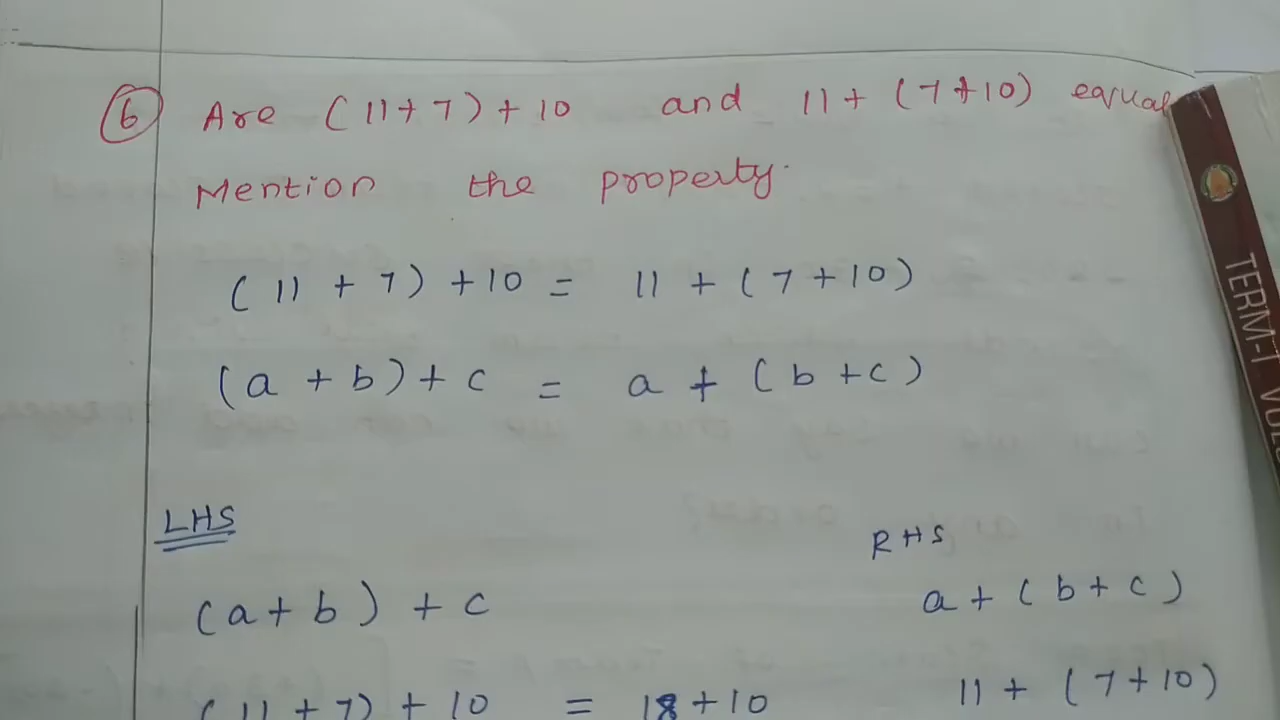 6 Are (11+7)+10 and 11+(7+10) equal
Mention the property.
(11+7)+10 = 11+(7+10)
(a+b)+c = a+(b+c)
LHS
RHS
(a+b)+c
a+(b+c)
(11+7)+10 = 18+10
11+(7+10)
TERM-I